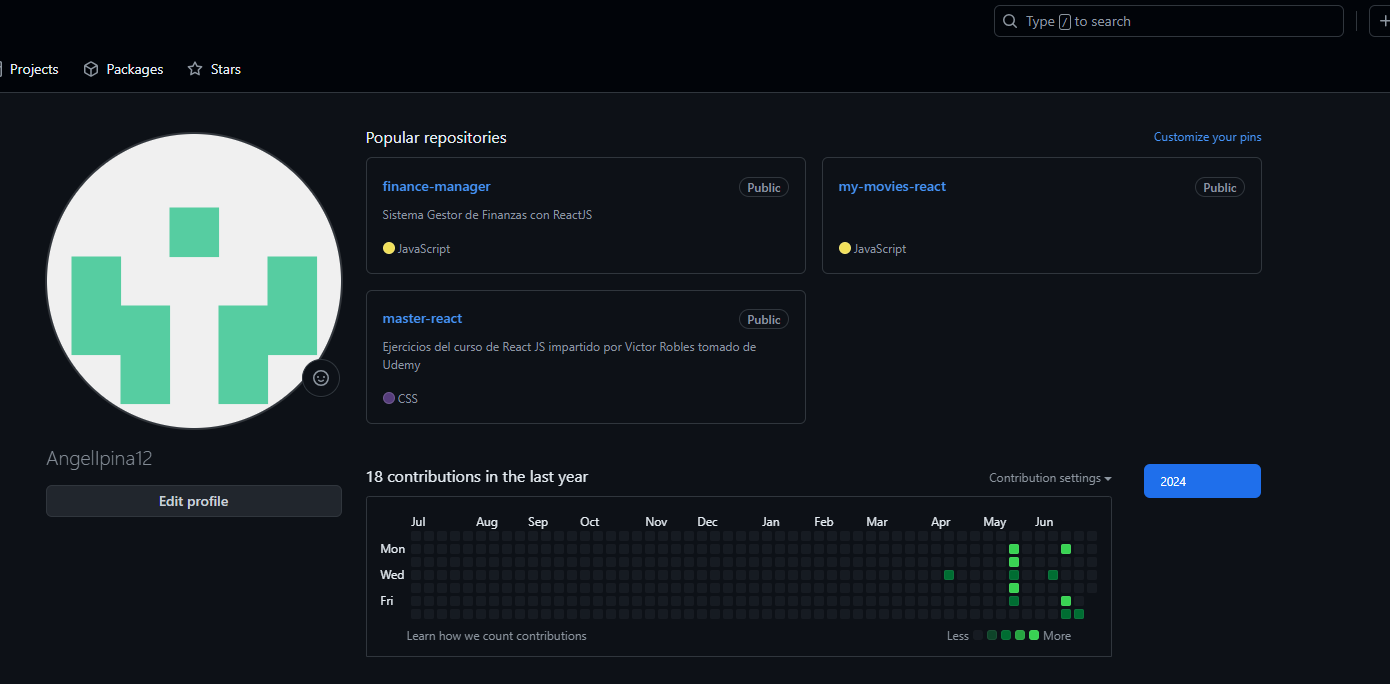 Type / to search
Projects Packages Stars
Popular repositories
Customize your pins
finance-manager
Public
Sistema Gestor de Finanzas con ReactJS
JavaScript
my-movies-react
Public
JavaScript
master-react
Public
Ejercicios del curso de React JS impartido por Victor Robles tomado de
Udemy
CSS
Angellpina12
Edit profile
18 contributions in the last year
Contribution settings
2024
Jul Aug Sep Oct Nov Dec Jan Feb Mar Apr May Jun
Mon
Wed
Fri
Learn how we count contributions
Less More